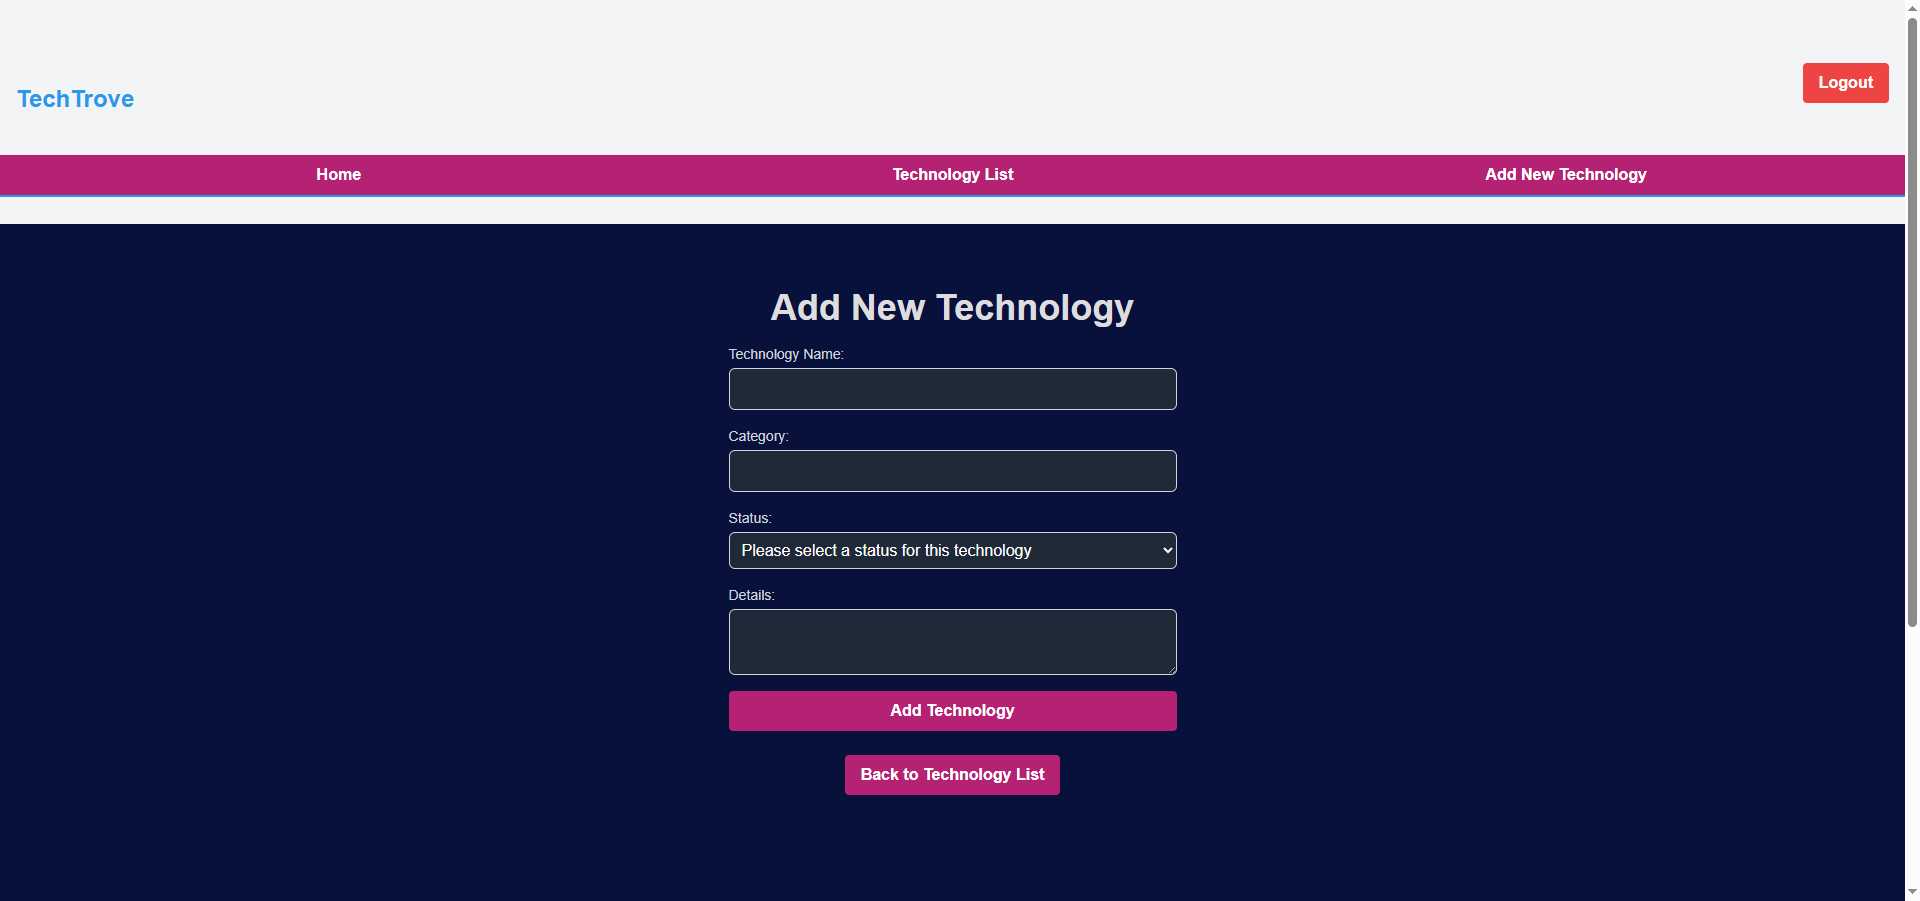 TechTrove
Logout
Home
Technology List
Add New Technology
Add New Technology
Technology Name:
Category:
Status:
Please select a status for this technology
Details:
Add Technology
Back to Technology List